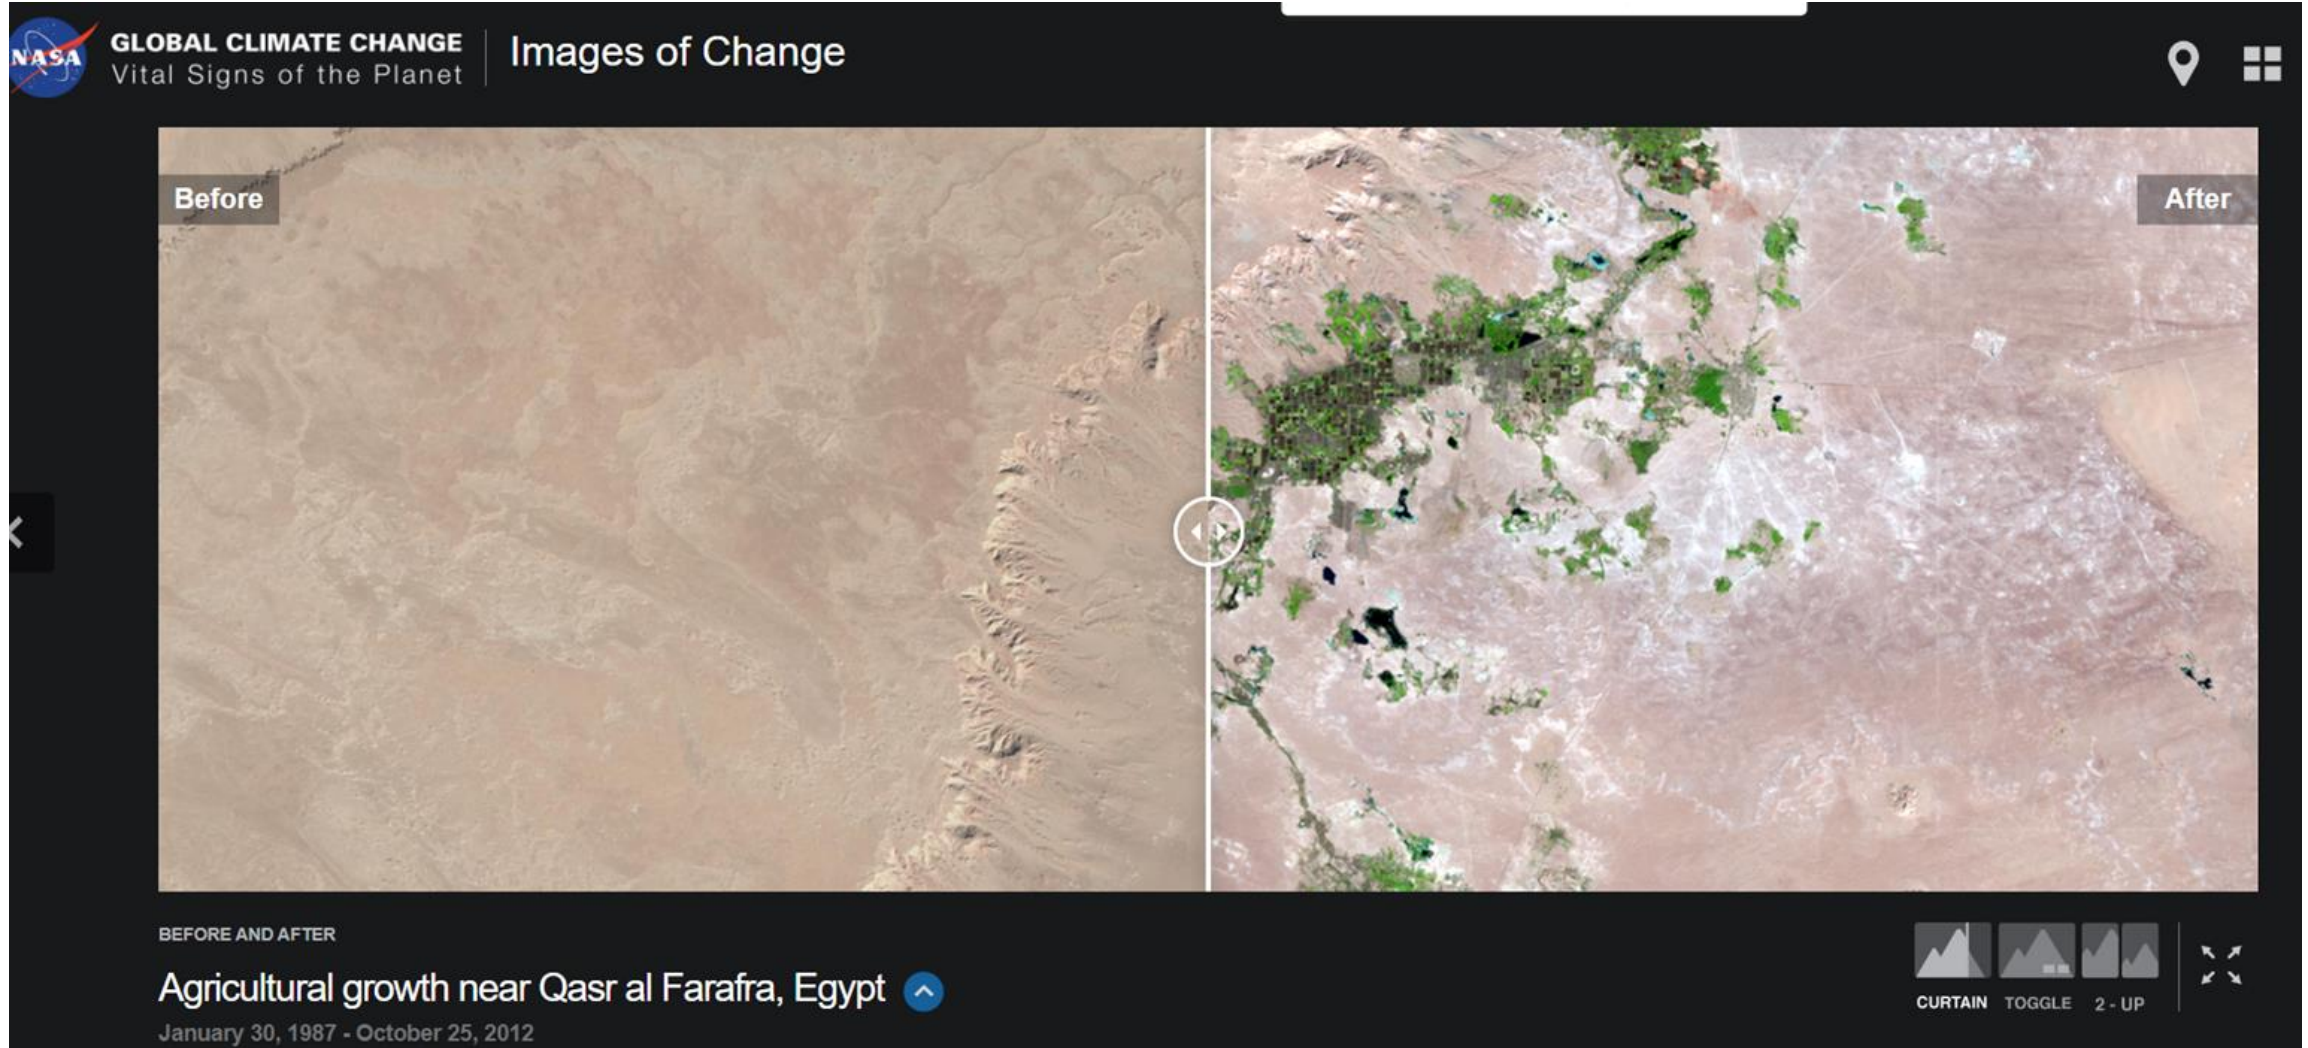 NASA
GLOBAL CLIMATE CHANGE
Vital Signs of the Planet
Images of Change
Before
After
BEFORE AND AFTER
Agricultural growth near Qasr al Farafra, Egypt
January 30, 1987 - October 25, 2012
CURTAIN
TOGGLE
2 - UP